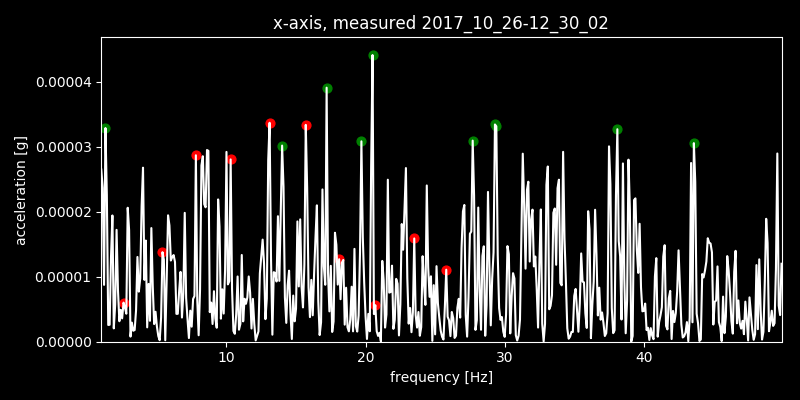 x-axis, measured 2017_10_26-12_30_02
acceleration [g]
0.00004
0.00003
0.00002
0.00001
0.00000
10 20 30 40
frequency [Hz]